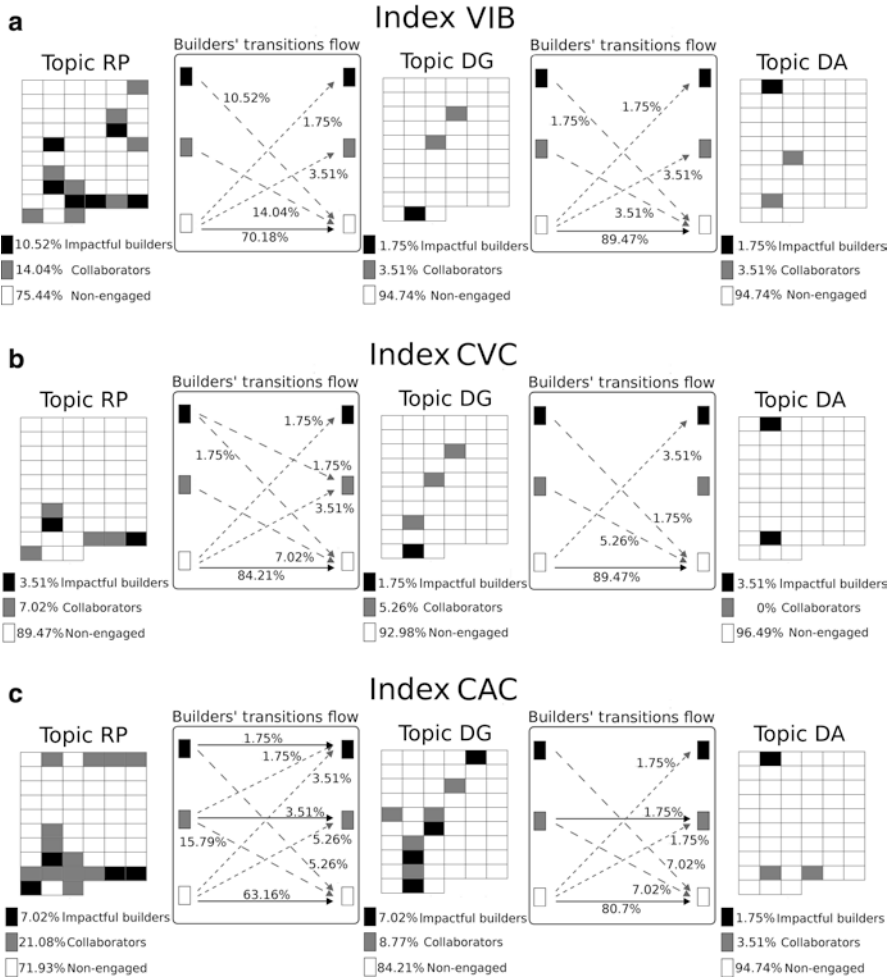 a
Index VIB
Topic RP
Builders' transitions flow
10.52%
1.75%
3.51%
14.04%
70.18%
Topic DG
Builders' transitions flow
1.75%
1.75%
3.51%
3.51%
89.47%
Topic DA
10.52% Impactful builders
14.04% Collaborators
75.44% Non-engaged
1.75% Impactful builders
3.51% Collaborators
94.74% Non-engaged
1.75% Impactful builders
3.51% Collaborators
94.74% Non-engaged
b
Index CVC
Topic RP
Builders' transitions flow
1.75%
1.75%
1.75%
3.51%
7.02%
84.21%
Topic DG
Builders' transitions flow
3.51%
1.75%
5.26%
89.47%
Topic DA
3.51% Impactful builders
7.02% Collaborators
89.47% Non-engaged
1.75% Impactful builders
5.26% Collaborators
92.98% Non-engaged
3.51% Impactful builders
0% Collaborators
96.49% Non-engaged
c
Index CAC
Topic RP
Builders' transitions flow
1.75%
1.75%
3.51%
3.51%
15.79%
5.26%
5.26%
63.16%
Topic DG
Builders' transitions flow
1.75%
1.75%
1.75%
7.02%
7.02%
80.7%
Topic DA
7.02% Impactful builders
21.08% Collaborators
71.93% Non-engaged
7.02% Impactful builders
8.77% Collaborators
84.21% Non-engaged
1.75% Impactful builders
3.51% Collaborators
94.74% Non-engaged